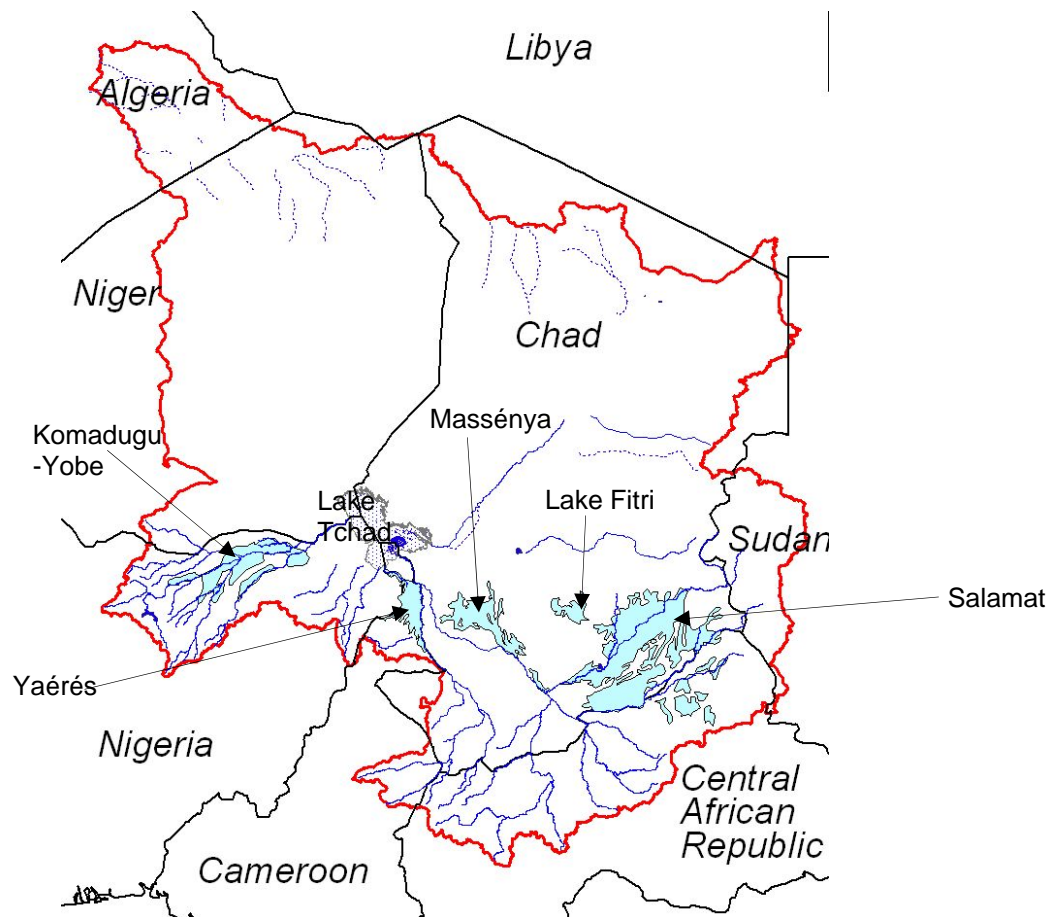 Libya
Algeria
Niger
Chad
Massénya
Komadugu
-Yobe
Lake
Tchad
Lake Fitri
Sudan
Salamat
Yaérés
Nigeria
Central
African
Republic
Cameroon